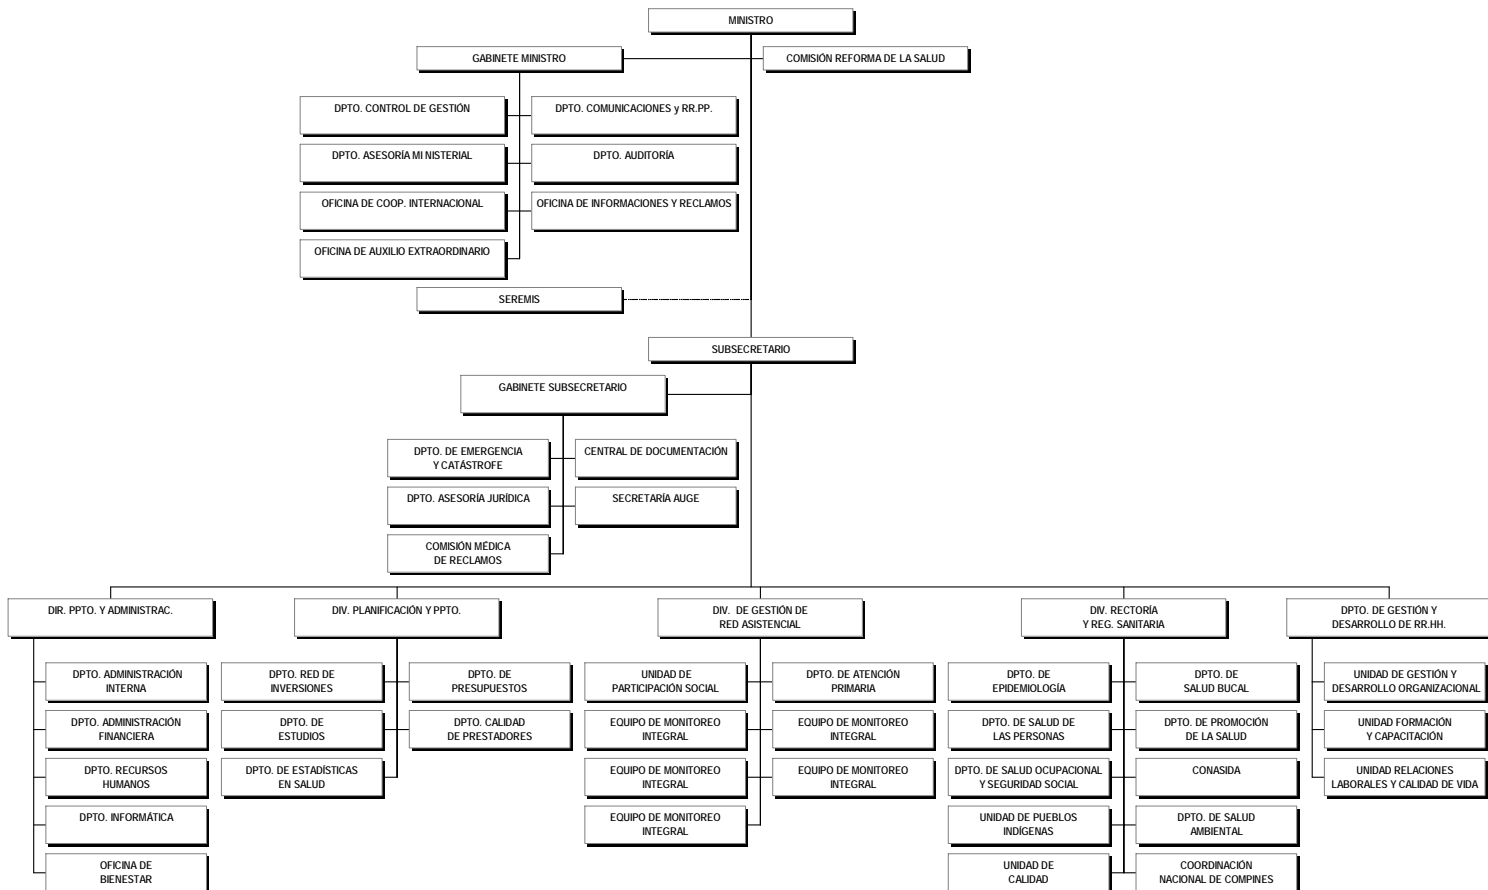 MINISTRO
GABINETE MINISTRO
COMISIÓN REFORMA DE LA SALUD
DPTO. CONTROL DE GESTIÓN
DPTO. COMUNICACIONES y RR.PP.
DPTO. ASESORÍA MI NISTERIAL
DPTO. AUDITORÍA
OFICINA DE COOP. INTERNACIONAL
OFICINA DE INFORMACIONES Y RECLAMOS
OFICINA DE AUXILIO EXTRAORDINARIO
SEREMIS
SUBSECRETARIO
GABINETE SUBSECRETARIO
DPTO. DE EMERGENCIA
Y CATÁSTROFE
CENTRAL DE DOCUMENTACIÓN
DPTO. ASESORÍA JURÍDICA
SECRETARÍA AUGE
COMISIÓN MÉDICA
DE RECLAMOS
DIR. PPTO. Y ADMINISTRAC.
DIV. PLANIFICACIÓN Y PPTO.
DIV. DE GESTIÓN DE
RED ASISTENCIAL
DIV. RECTORÍA
Y REG. SANITARIA
DPTO. DE GESTIÓN Y
DESARROLLO DE RR.HH.
DPTO. ADMINISTRACIÓN
INTERNA
DPTO. RED DE
INVERSIONES
DPTO. DE
PRESUPUESTOS
UNIDAD DE
PARTICIPACIÓN SOCIAL
DPTO. DE ATENCIÓN
PRIMARIA
DPTO. DE
EPIDEMIOLOGÍA
DPTO. DE
SALUD BUCAL
UNIDAD DE GESTIÓN Y
DESARROLLO ORGANIZACIONAL
DPTO. ADMINISTRACIÓN
FINANCIERA
DPTO. DE
ESTUDIOS
DPTO. CALIDAD
DE PRESTADORES
EQUIPO DE MONITOREO
INTEGRAL
EQUIPO DE MONITOREO
INTEGRAL
DPTO. DE SALUD DE
LAS PERSONAS
DPTO. DE PROMOCIÓN
DE LA SALUD
UNIDAD FORMACIÓN
Y CAPACITACIÓN
DPTO. RECURSOS
HUMANOS
DPTO. DE ESTADÍSTICAS
EN SALUD
EQUIPO DE MONITOREO
INTEGRAL
EQUIPO DE MONITOREO
INTEGRAL
DPTO. DE SALUD OCUPACIONAL
Y SEGURIDAD SOCIAL
CONASIDA
UNIDAD RELACIONES
LABORALES Y CALIDAD DE VIDA
DPTO. INFORMÁTICA
EQUIPO DE MONITOREO
INTEGRAL
UNIDAD DE PUEBLOS
INDÍGENAS
DPTO. DE SALUD
AMBIENTAL
OFICINA DE
BIENESTAR
UNIDAD DE
CALIDAD
COORDINACIÓN
NACIONAL DE COMPINES